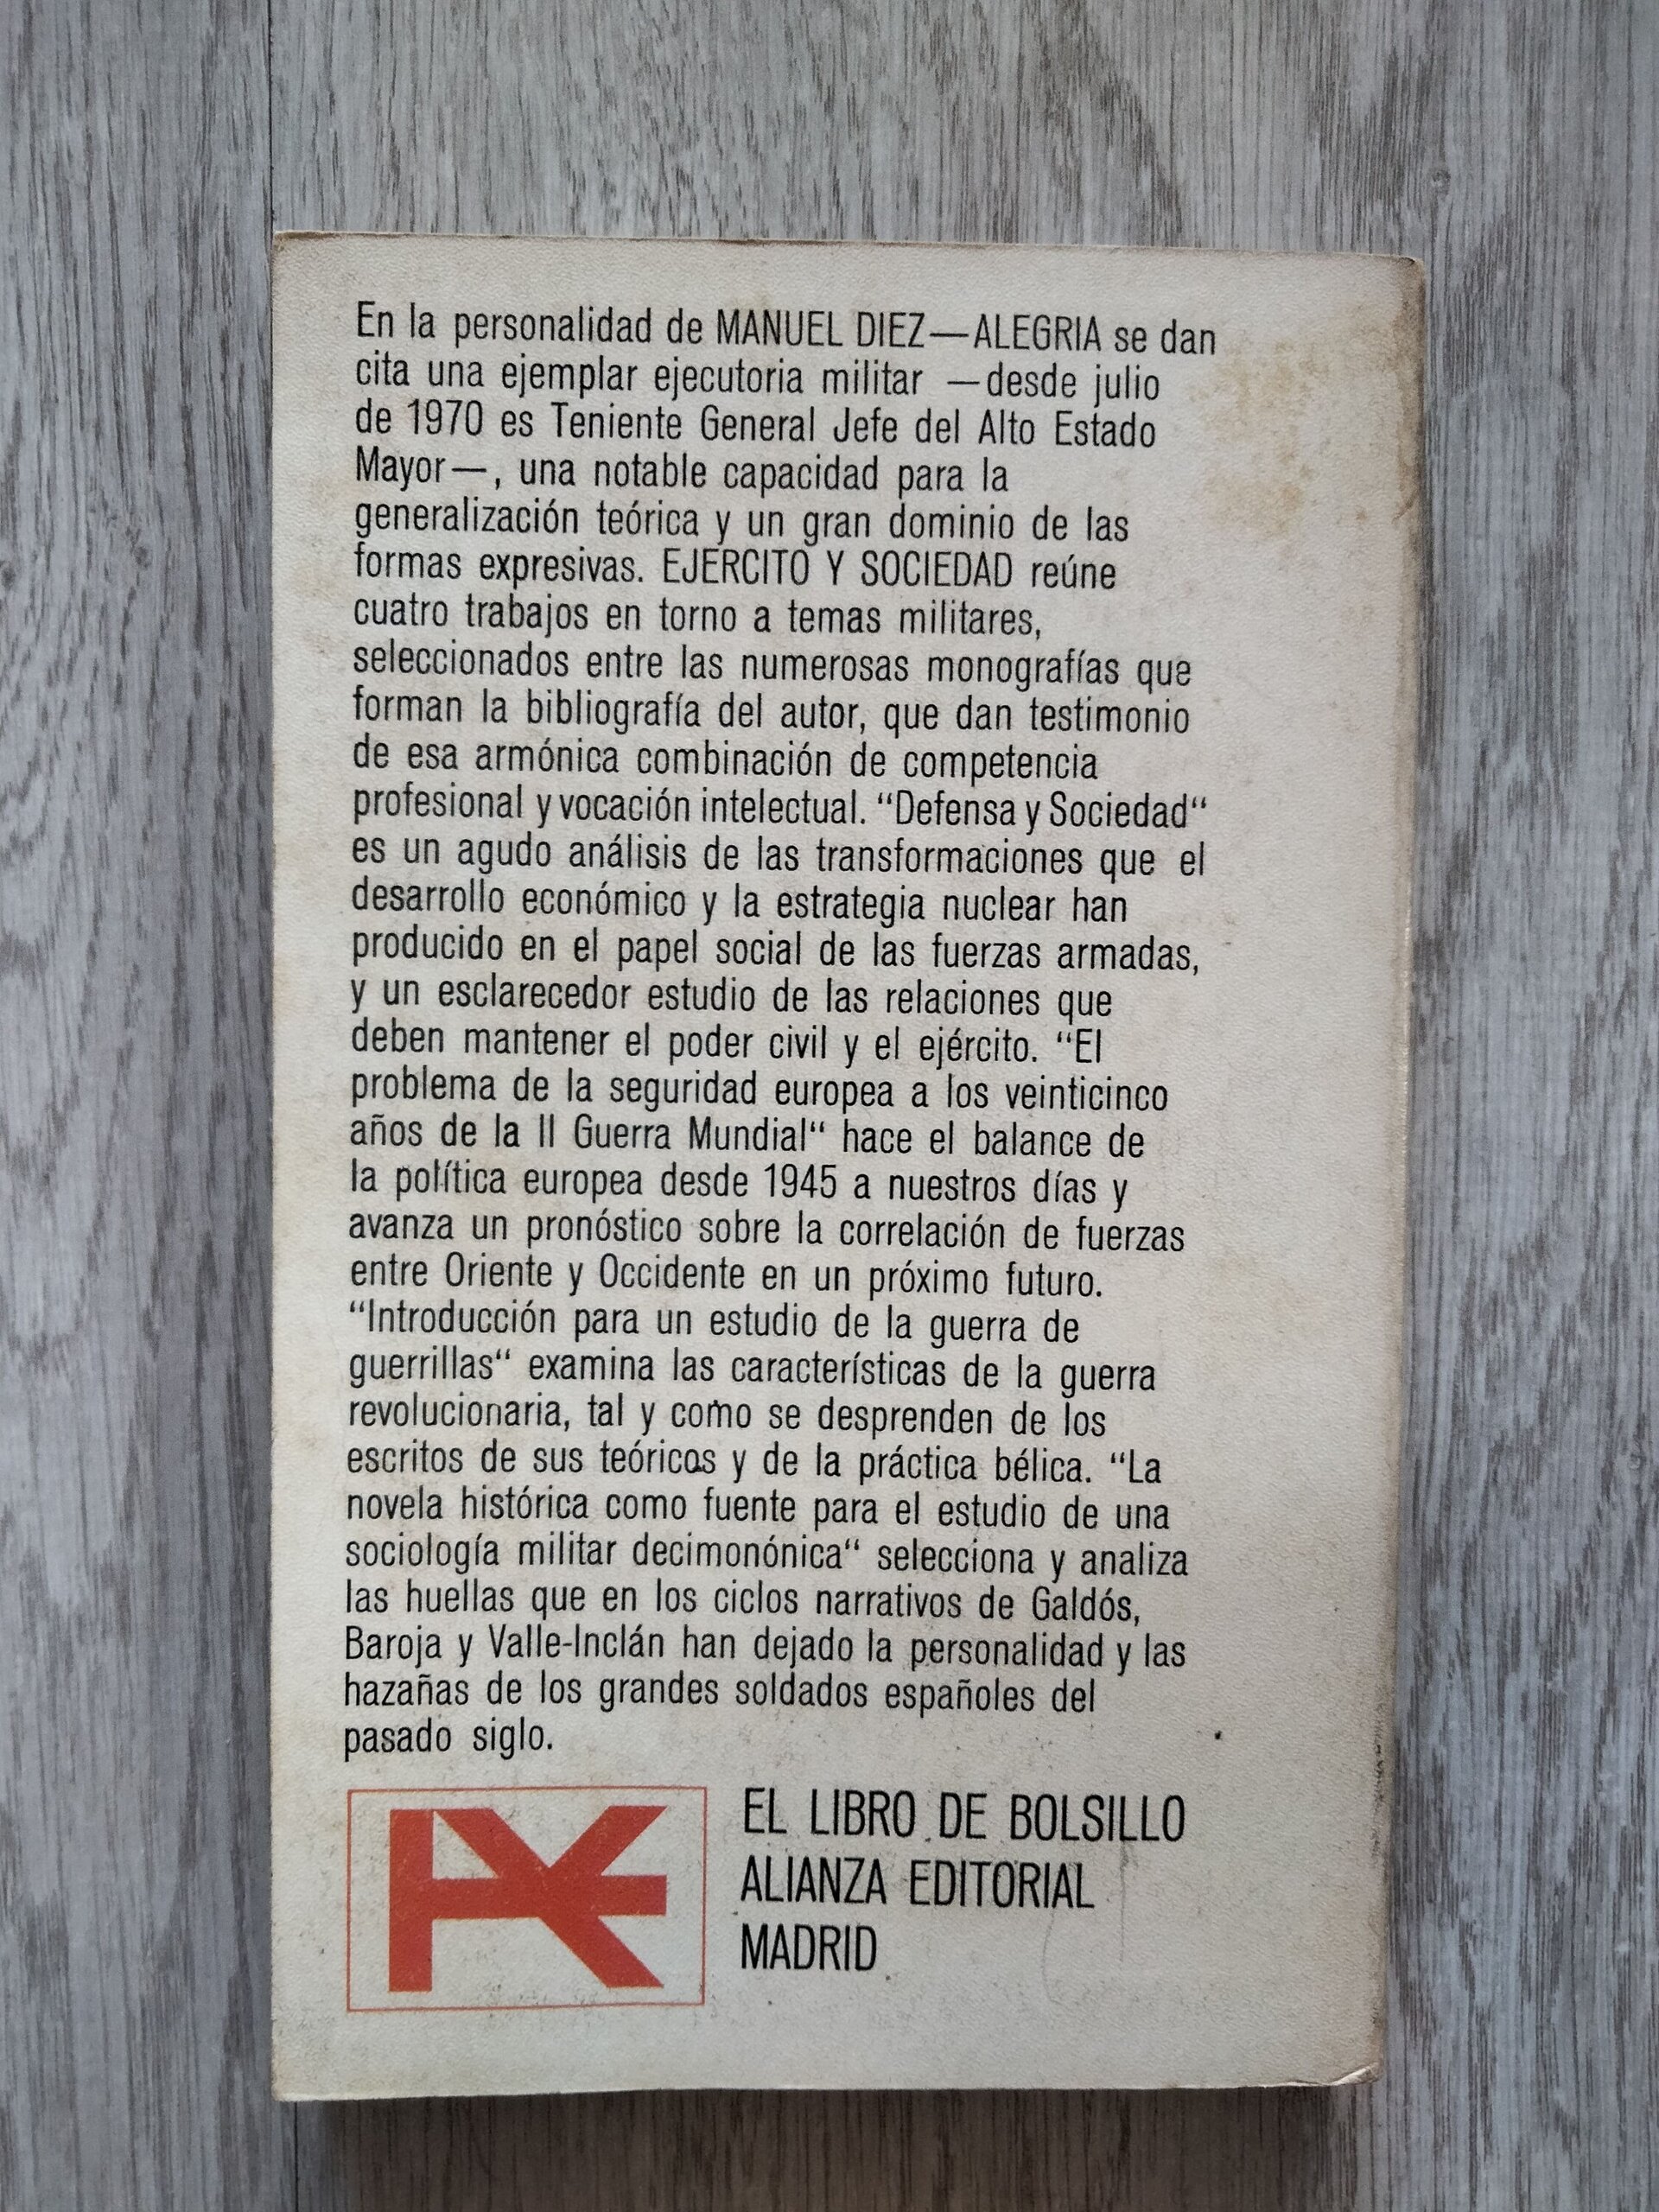 En la personalidad de MANUEL DIEZ—ALEGRIA se dan
cita una ejemplar ejecutoria militar —desde julio
de 1970 es Teniente General Jefe del Alto Estado
Mayor—, una notable capacidad para la
generalización teórica y un gran dominio de las
formas expresivas. EJERCITO Y SOCIEDAD reúne
cuatro trabajos en torno a temas militares,
seleccionados entre las numerosas monografías que
forman la bibliografía del autor, que dan testimonio
de esa armónica combinación de competencia
profesional y vocación intelectual. “Defensa y Sociedad“
es un agudo análisis de las transformaciones que el
desarrollo económico y la estrategia nuclear han
producido en el papel social de las fuerzas armadas,
y un esclarecedor estudio de las relaciones que
deben mantener el poder civil y el ejército. “El
problema de la seguridad europea a los veinticinco
años de la II Guerra Mundial“ hace el balance de
la política europea desde 1945 a nuestros días y
avanza un pronóstico sobre la correlación de fuerzas
entre Oriente y Occidente en un próximo futuro.
“Introducción para un estudio de la guerra de
guerrillas“ examina las características de la guerra
revolucionaria, tal y como se desprenden de los
escritos de sus teóricos y de la práctica bélica. “La
novela histórica como fuente para el estudio de una
sociología militar decimonónica“ selecciona y analiza
las huellas que en los ciclos narrativos de Galdós,
Baroja y Valle-Inclán han dejado la personalidad y las
hazañas de los grandes soldados españoles del
pasado siglo.
EL LIBRO DE BOLSILLO
ALIANZA EDITORIAL
MADRID